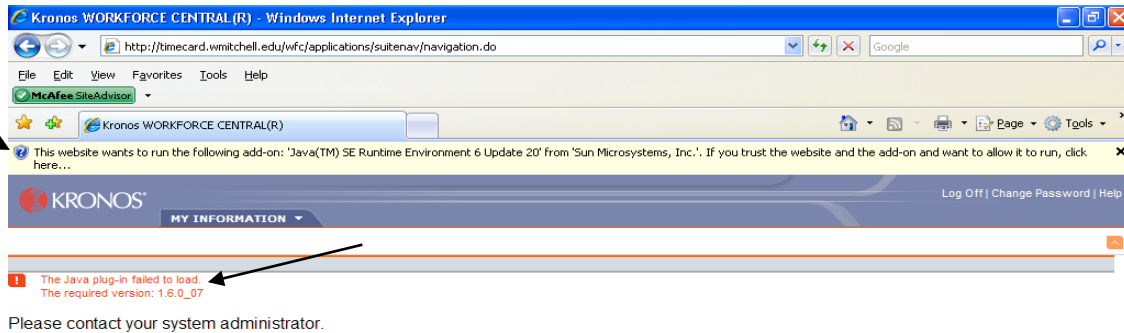 Kronos WORKFORCE CENTRAL(R) - Windows Internet Explorer
http://timecard.wmitchell.edu/wfc/applications/suitenav/navigation.do
Google
File Edit View Favorites Tools Help
McAfee SiteAdvisor
Kronos WORKFORCE CENTRAL(R)
Page Tools
This website wants to run the following add-on: 'Java(TM) SE Runtime Environment 6 Update 20' from 'Sun Microsystems, Inc.'. If you trust the website and the add-on and want to allow it to run, click
here...
KRONOS®
Log Off | Change Password | Help
MY INFORMATION
The Java plug-in failed to load.
The required version: 1.6.0_07
Please contact your system administrator.